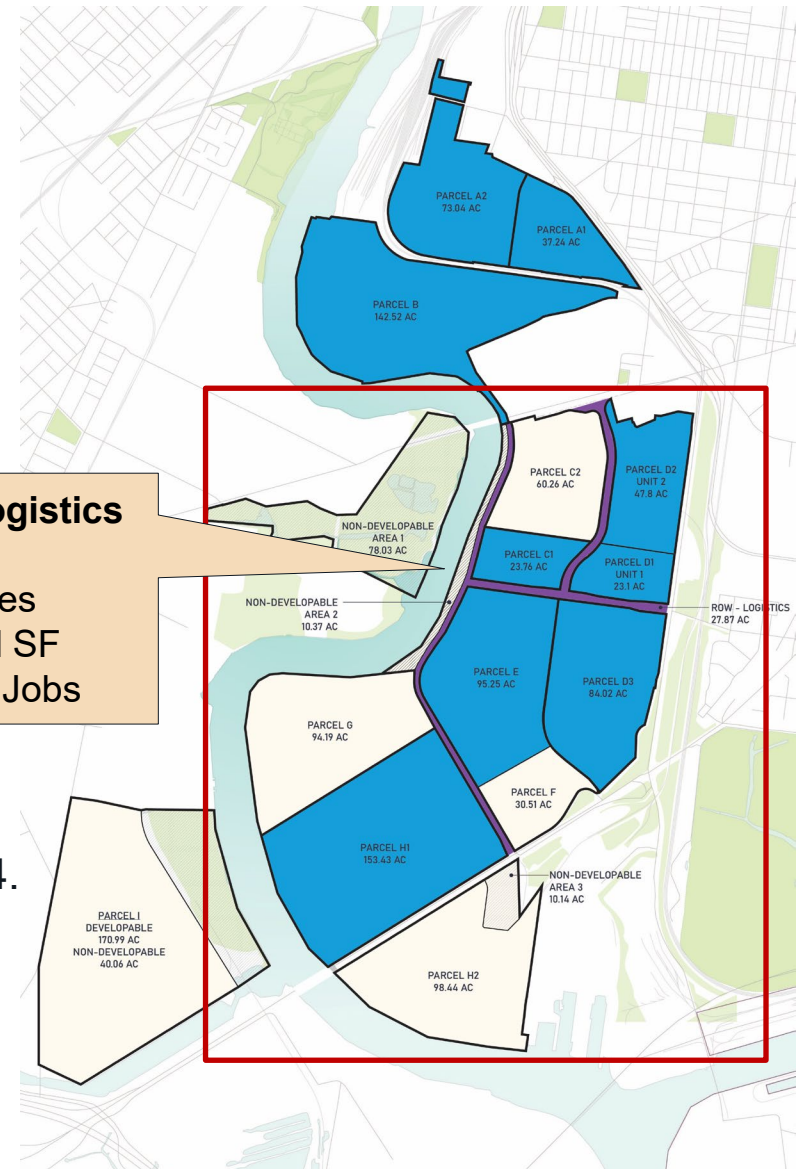 PARCEL A2
73.04 AC
PARCEL A1
37.24 AC
PARCEL B
142.52 AC
PARCEL C2
60.26 AC
PARCEL D2
UNIT 2
47.8 AC
ogistics
es
SF
Jobs
NON-DEVELOPABLE
AREA 1
78.03 AC
PARCEL C1
23.76 AC
PARCEL D1
UNIT 1
23.1 AC
NON-DEVELOPABLE
AREA 2
10.37 AC
ROW - LOGISTICS
27.87 AC
PARCEL E
95.25 AC
PARCEL D3
84.02 AC
PARCEL G
94.19 AC
PARCEL F
30.51 AC
PARCEL H1
153.43 AC
4.
NON-DEVELOPABLE
AREA 3
10.14 AC
PARCEL I
DEVELOPABLE
170.99 AC
NON-DEVELOPABLE
40.06 AC
PARCEL H2
98.44 AC